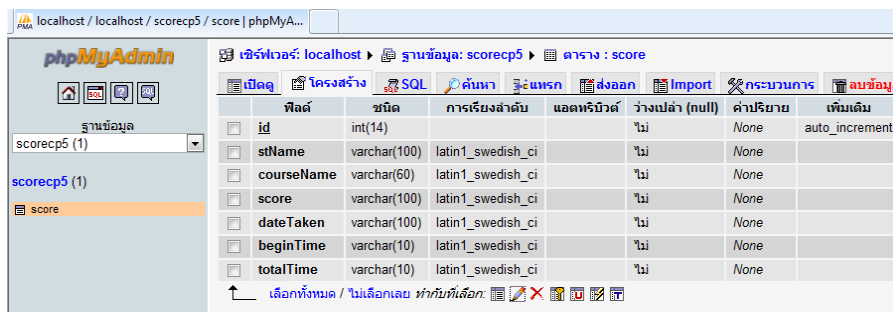 localhost / localhost / scorecp5 / score | phpMyA...
phpMyAdmin
เซิร์ฟเวอร์: localhost ฐานข้อมูล: scorecp5 ตาราง : score
เปิดดู โครงสร้าง SQL ค้นหา แทรก ส่งออก Import กระบวนการ ลบข้อมู
ฐานข้อมูล
scorecp5 (1)
scorecp5 (1)
score
ฟิลด์ ชนิด การเรียงลำดับ แอตทริบิวต์ ว่างเปล่า (null) ค่าปริยาย เพิ่มเติม
id int(14) ไม่ None auto_increment
stName varchar(100) latin1_swedish_ci ไม่ None
courseName varchar(60) latin1_swedish_ci ไม่ None
score varchar(100) latin1_swedish_ci ไม่ None
dateTaken varchar(100) latin1_swedish_ci ไม่ None
beginTime varchar(10) latin1_swedish_ci ไม่ None
totalTime varchar(10) latin1_swedish_ci ไม่ None
เลือกทั้งหมด / ไม่เลือกเลย ทำกับที่เลือก: